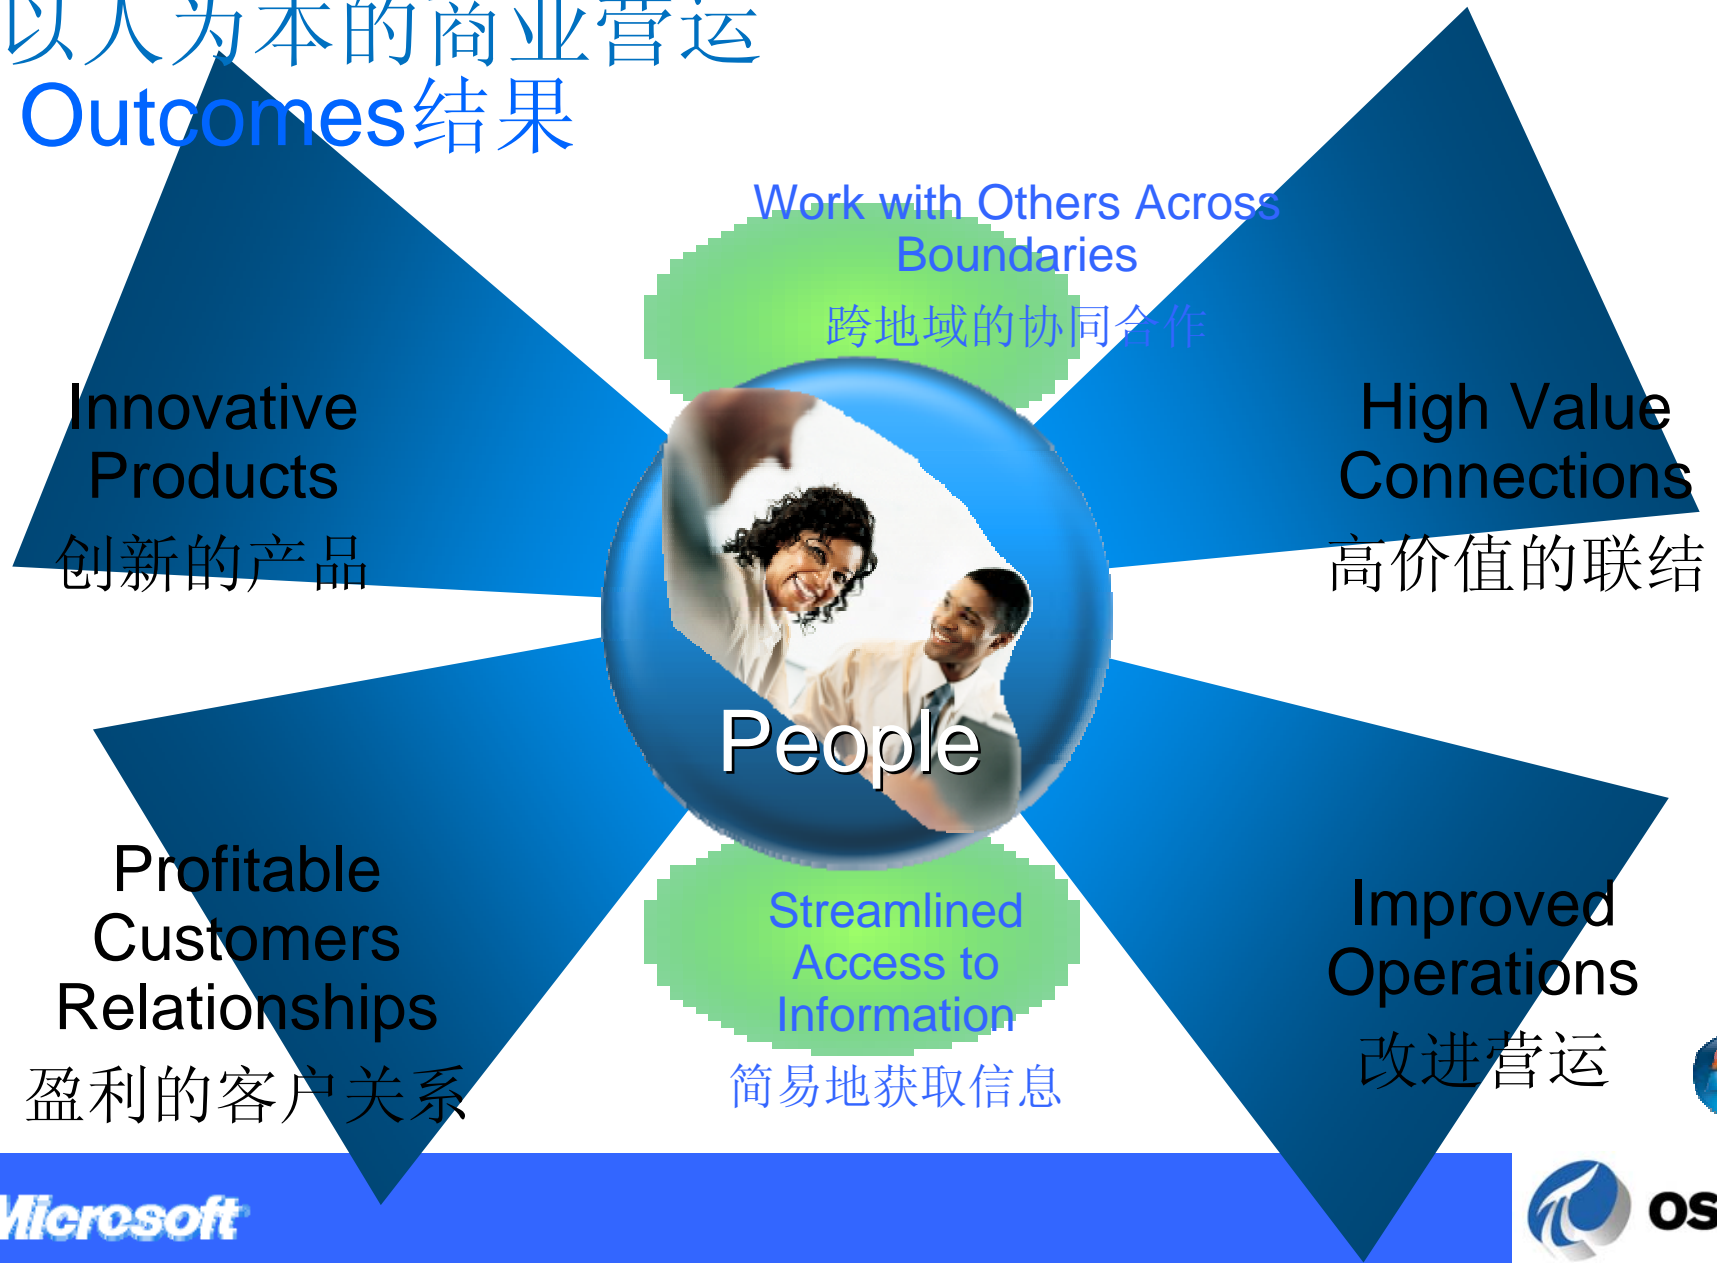 以人为本的商业营运
Outcomes结果
Work with Others Across
Boundaries
跨地域的协同合作
Innovative
Products
创新的产品
High Value
Connections
高价值的联结
People
Profitable
Customers
Relationships
盈利的客户关系
Streamlined
Access to
Information
简易地获取信息
Improved
Operations
改进营运
Microsoft
os